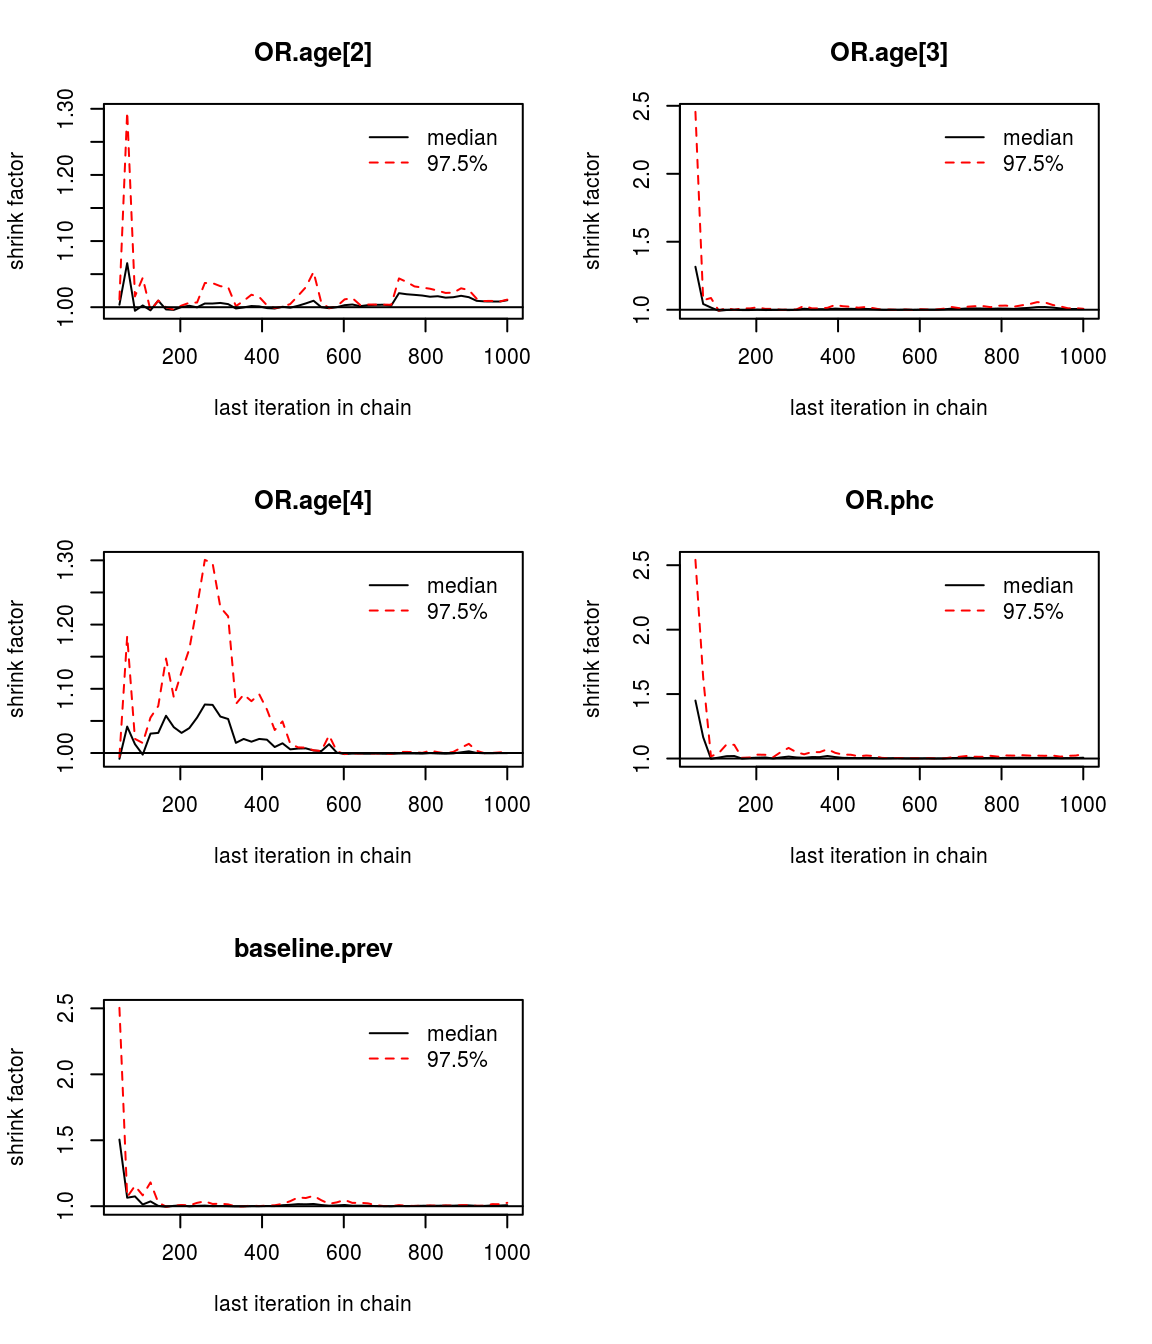 OR.age[2]
shrink factor
1.00 1.10 1.20 1.30
median
97.5%
200 400 600 800 1000
last iteration in chain
OR.age[3]
shrink factor
1.0 1.5 2.0 2.5
median
97.5%
200 400 600 800 1000
last iteration in chain
OR.age[4]
shrink factor
1.00 1.10 1.20 1.30
median
97.5%
200 400 600 800 1000
last iteration in chain
OR.phc
shrink factor
1.0 1.5 2.0 2.5
median
97.5%
200 400 600 800 1000
last iteration in chain
baseline.prev
shrink factor
1.0 1.5 2.0 2.5
median
97.5%
200 400 600 800 1000
last iteration in chain